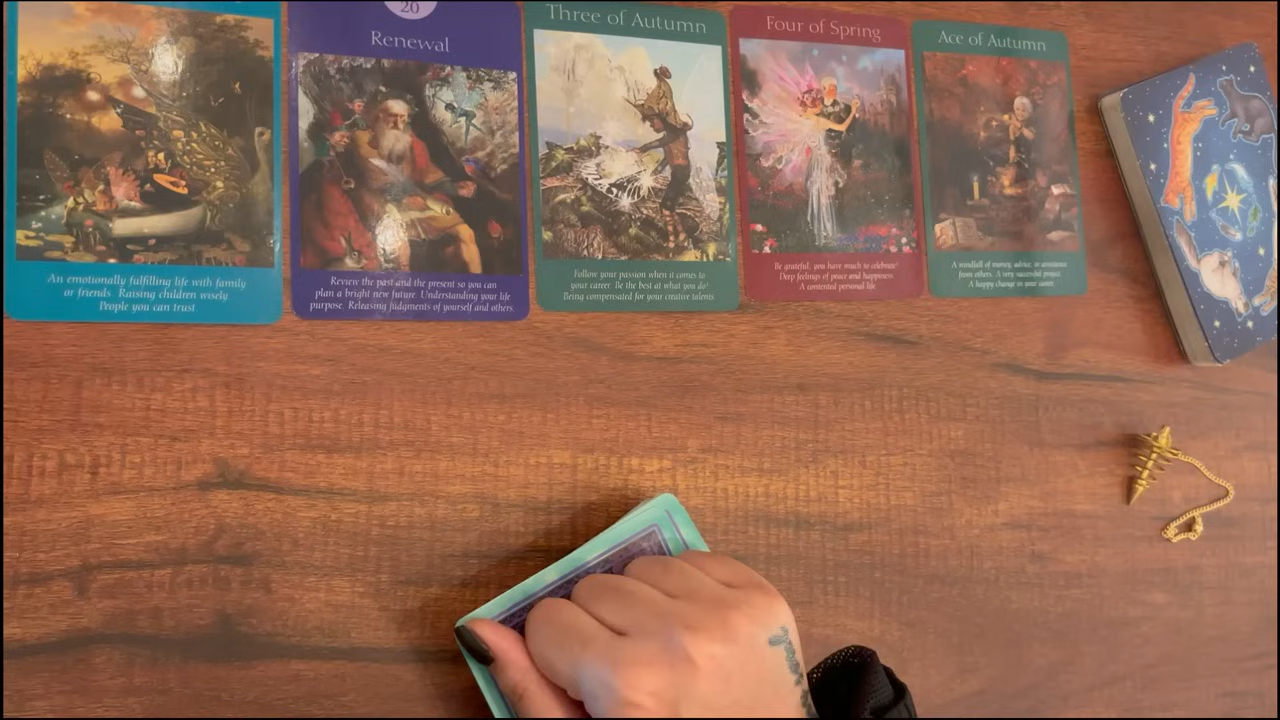 An emotionally fulfilling life with family
or friends. Raising children wisely
People you can trust
20
Renewal
Review the past and the present so you can
plan a bright new future. Understanding your life
purpose. Releasing judgments of yourself and others.
Three of Autumn
Follow your passion when it comes to
your career. Be the best at what you do!
Being compensated for your creative talents
Four of Spring
Be grateful, you have much to celebrate!
Deep feelings of peace and happiness.
A contented personal life
Ace of Autumn
A windfall of money, advice, or assistance
from others. A very successful project.
A happy change in your career.